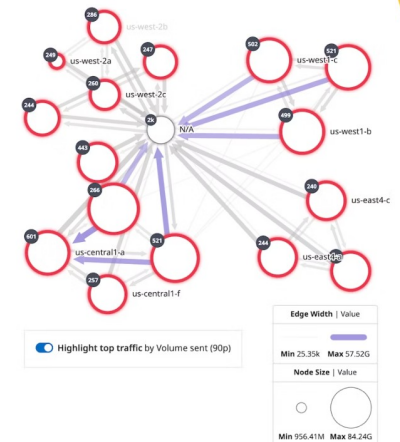 286
us-west-2b
249
us-west-2a
247
260
us-west-2c
244
2k
N/A
502
521
us-west1-c
499
us-west1-b
443
266
240
us-east4-c
601
us-central1-a
521
244
us-east4-a
257
us-central1-f
Highlight top traffic by Volume sent (90p)
Edge Width | Value
Min 25.35k Max 57.52G
Node Size | Value
Min 956.41M Max 84.24G